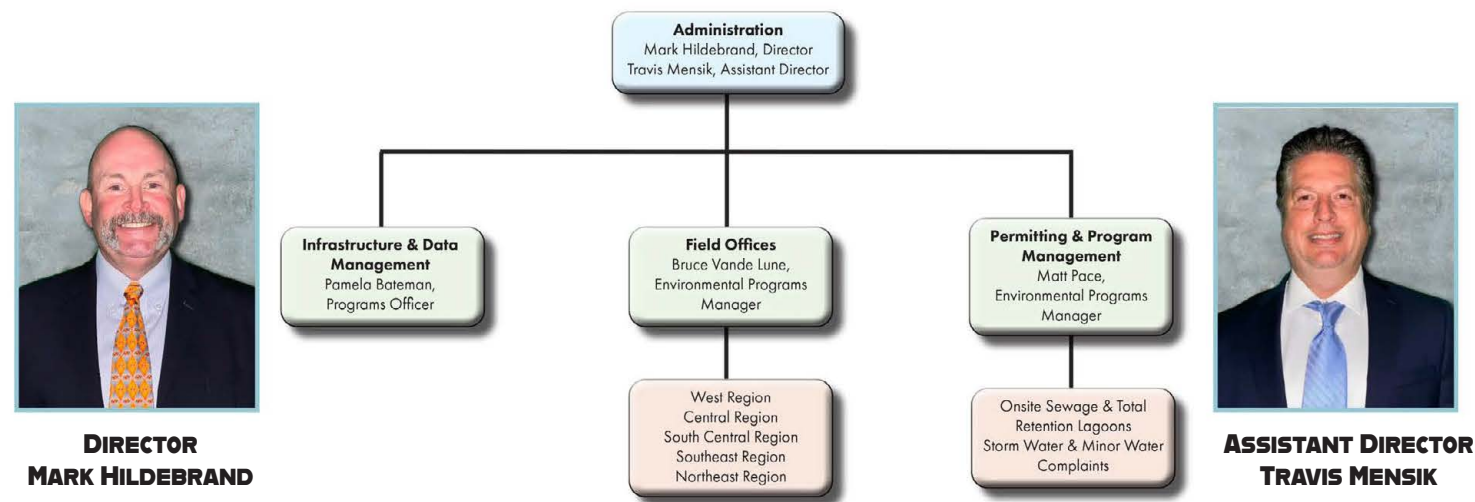 Administration
Mark Hildebrand, Director
Travis Mensik, Assistant Director
Infrastructure & Data
Management
Pamela Bateman,
Programs Officer
Field Offices
Bruce Vande Lune,
Environmental Programs
Manager
Permitting & Program
Management
Matt Pace,
Environmental Programs
Manager
West Region
Central Region
South Central Region
Southeast Region
Northeast Region
Onsite Sewage & Total
Retention Lagoons
Storm Water & Minor Water
Complaints
DIRECTOR
MARK HILDEBRAND
ASSISTANT DIRECTOR
TRAVIS MENSIK